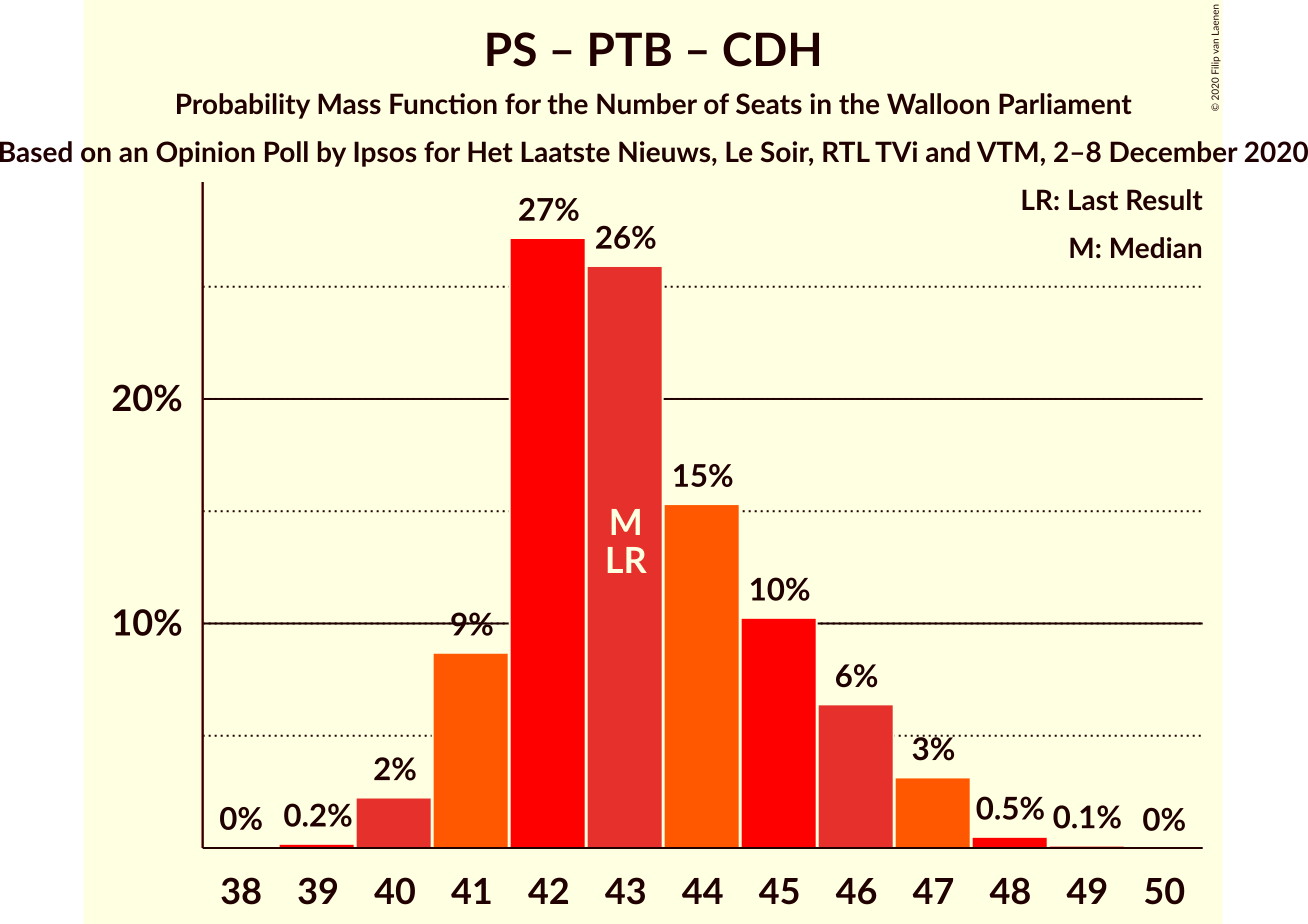 PS – PTB – CDH
Probability Mass Function for the Number of Seats in the Walloon Parliament
Based on an Opinion Poll by Ipsos for Het Laatste Nieuws, Le Soir, RTL TVi and VTM, 2–8 December 2020
© 2020 Filip van Laenen
LR: Last Result
M: Median
20%
10%
0%
0.2%
2%
9%
27%
26%
15%
10%
6%
3%
0.5%
0.1%
0%
M
LR
38 39 40 41 42 43 44 45 46 47 48 49 50